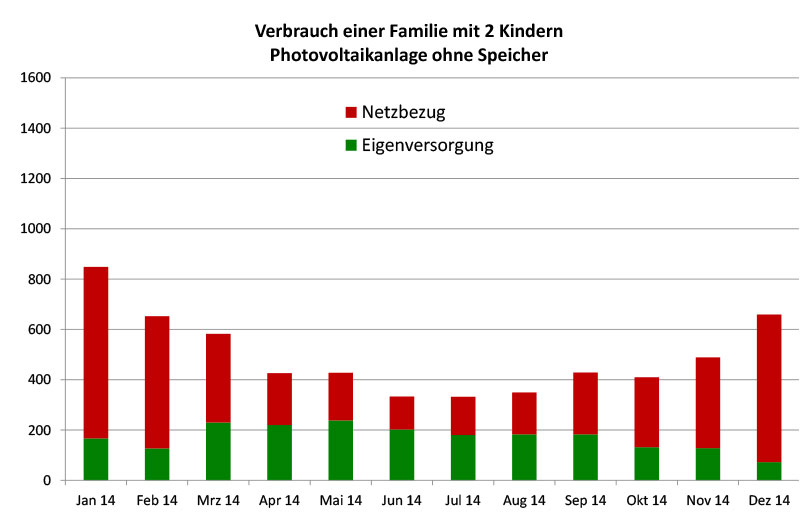 Verbrauch einer Familie mit 2 Kindern
Photovoltaikanlage ohne Speicher
1600
1400
1200
1000
800
600
400
200
0
Netzbezug
Eigenversorgung
Jan 14 Feb 14 Mrz 14 Apr 14 Mai 14 Jun 14 Jul 14 Aug 14 Sep 14 Okt 14 Nov 14 Dez 14